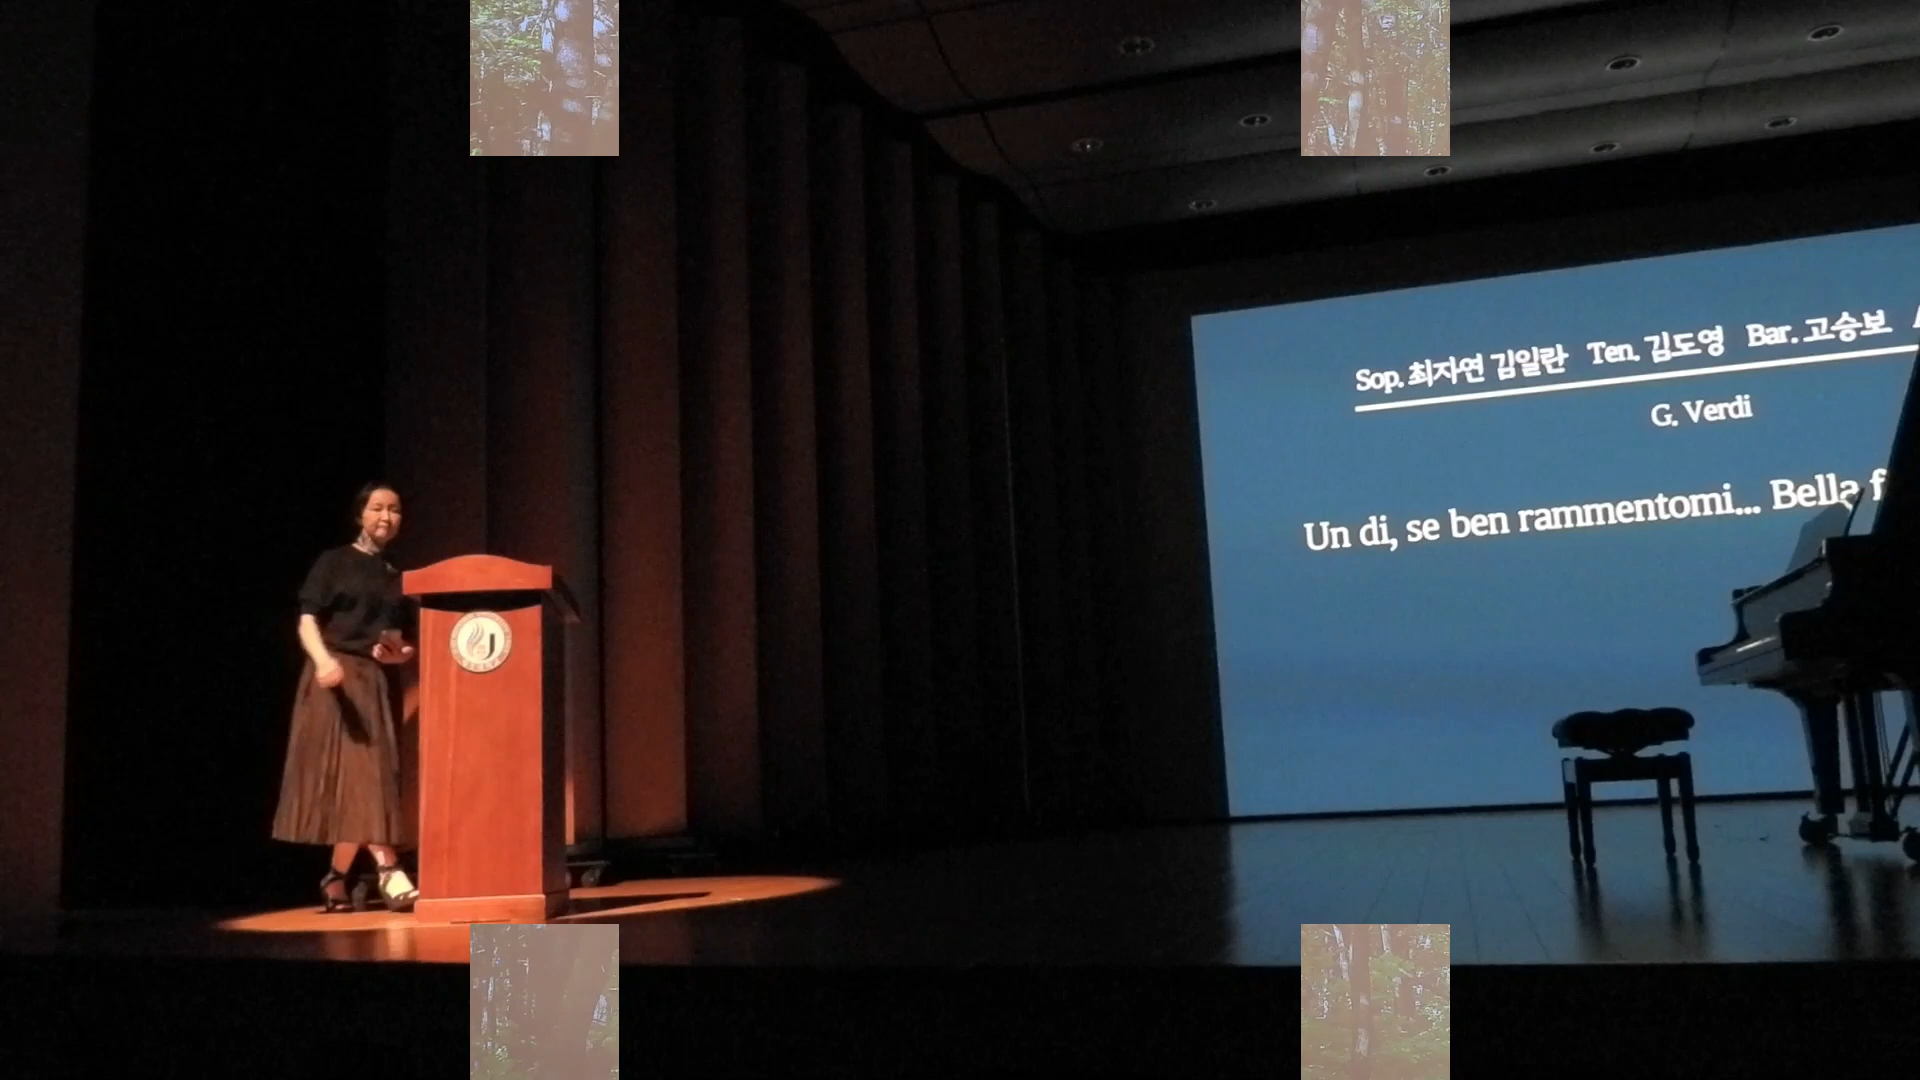 Sop. 최자연 김일란 Ten. 김도영 Bar. 고승보
G. Verdi
Un di, se ben rammentomi... Bella